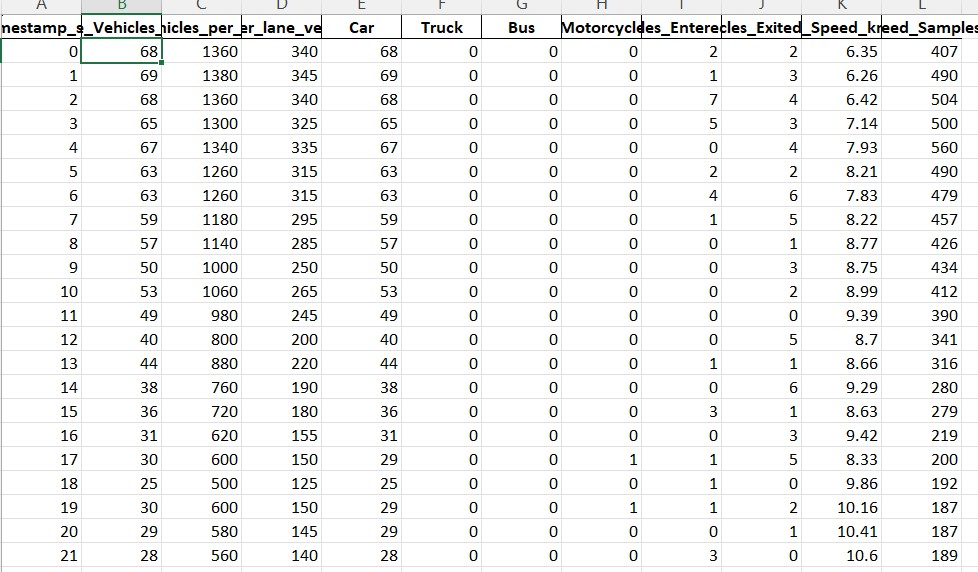 A B C D E F G H I J K L
mestamp_s _Vehicles_ hicles_per_ er_lane_ve Car Truck Bus Motorcycle les_Entere cles_Exited _Speed_kn eed_Samples
0 68 1360 340 68 0 0 0 2 2 6.35 407
1 69 1380 345 69 0 0 0 1 3 6.26 490
2 68 1360 340 68 0 0 0 7 4 6.42 504
3 65 1300 325 65 0 0 0 5 3 7.14 500
4 67 1340 335 67 0 0 0 0 4 7.93 560
5 63 1260 315 63 0 0 0 2 2 8.21 490
6 63 1260 315 63 0 0 0 4 6 7.83 479
7 59 1180 295 59 0 0 0 1 5 8.22 457
8 57 1140 285 57 0 0 0 0 1 8.77 426
9 50 1000 250 50 0 0 0 0 3 8.75 434
10 53 1060 265 53 0 0 0 0 2 8.99 412
11 49 980 245 49 0 0 0 0 0 9.39 390
12 40 800 200 40 0 0 0 0 5 8.7 341
13 44 880 220 44 0 0 0 1 1 8.66 316
14 38 760 190 38 0 0 0 0 6 9.29 280
15 36 720 180 36 0 0 0 3 1 8.63 279
16 31 620 155 31 0 0 0 0 3 9.42 219
17 30 600 150 29 0 0 1 1 5 8.33 200
18 25 500 125 25 0 0 0 1 0 9.86 192
19 30 600 150 29 0 0 1 1 2 10.16 187
20 29 580 145 29 0 0 0 0 1 10.41 187
21 28 560 140 28 0 0 0 3 0 10.6 189